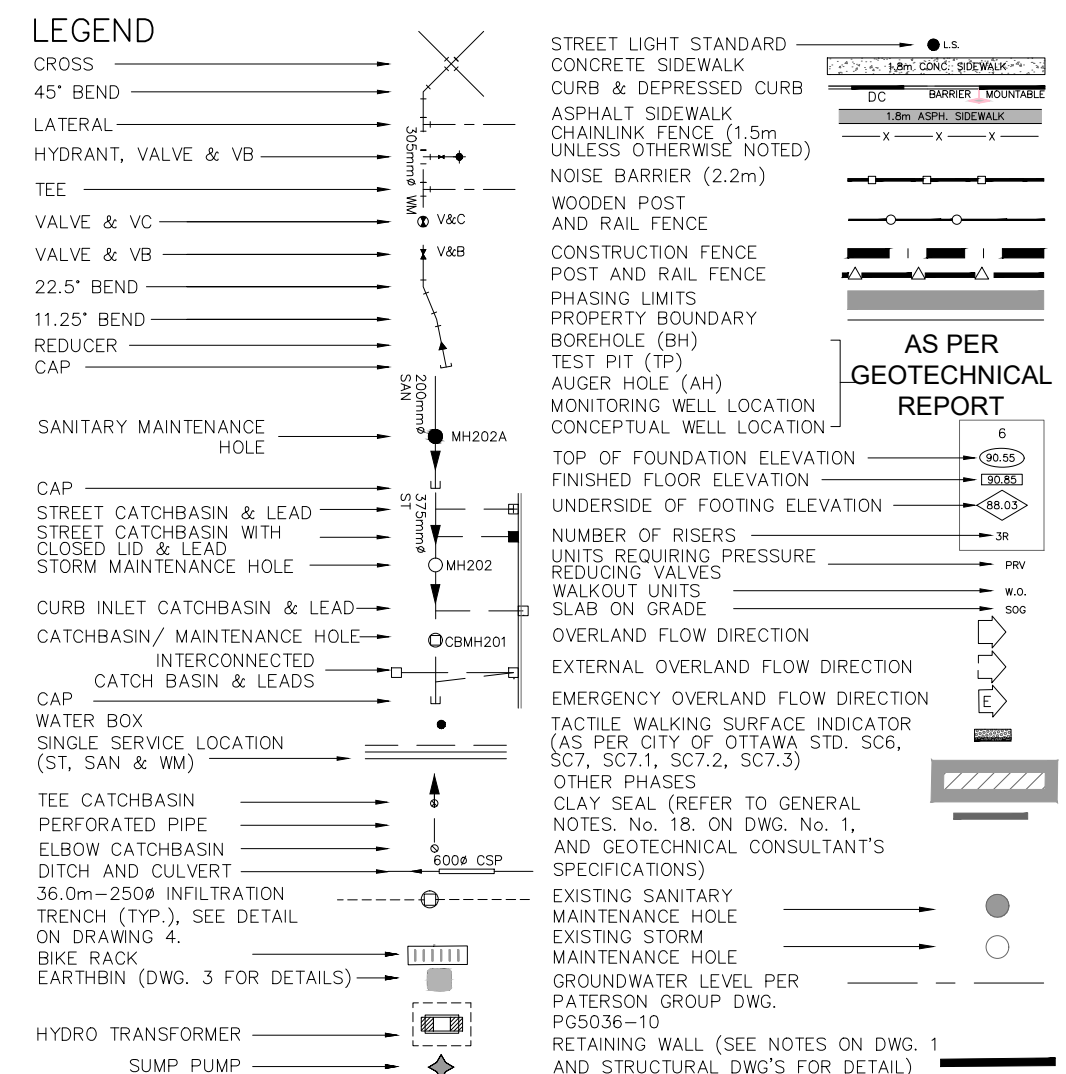 LEGEND
CROSS
45° BEND
LATERAL
HYDRANT, VALVE & VB
TEE
VALVE & VC
VALVE & VB
22.5° BEND
11.25° BEND
REDUCER
CAP
SANITARY MAINTENANCE
HOLE
CAP
STREET CATCHBASIN & LEAD
STREET CATCHBASIN WITH
CLOSED LID & LEAD
STORM MAINTENANCE HOLE
CURB INLET CATCHBASIN & LEAD
CATCHBASIN/ MAINTENANCE HOLE
INTERCONNECTED
CATCH BASIN & LEADS
CAP
WATER BOX
SINGLE SERVICE LOCATION
(ST, SAN & WM)
TEE CATCHBASIN
PERFORATED PIPE
ELBOW CATCHBASIN
DITCH AND CULVERT
36.0m-250Ø INFILTRATION
TRENCH (TYP.), SEE DETAIL
ON DRAWING 4.
BIKE RACK
EARTHBIN (DWG. 3 FOR DETAILS)
HYDRO TRANSFORMER
SUMP PUMP
305mmØ WM
V&C
V&B
200mmØ
SAN
MH202A
375mmØ
ST
MH202
CBMH201
600Ø CSP
STREET LIGHT STANDARD
L.S.
CONCRETE SIDEWALK
1.8m CONC. SIDEWALK
CURB & DEPRESSED CURB
DC BARRIER MOUNTABLE
ASPHALT SIDEWALK
1.8m ASPH. SIDEWALK
CHAINLINK FENCE (1.5m
UNLESS OTHERWISE NOTED)
X X X
NOISE BARRIER (2.2m)
WOODEN POST
AND RAIL FENCE
CONSTRUCTION FENCE
POST AND RAIL FENCE
PHASING LIMITS
PROPERTY BOUNDARY
BOREHOLE (BH)
TEST PIT (TP)
AUGER HOLE (AH)
MONITORING WELL LOCATION
CONCEPTUAL WELL LOCATION
AS PER
GEOTECHNICAL
REPORT
6
TOP OF FOUNDATION ELEVATION
90.55
FINISHED FLOOR ELEVATION
90.85
UNDERSIDE OF FOOTING ELEVATION
88.03
NUMBER OF RISERS
3R
UNITS REQUIRING PRESSURE
REDUCING VALVES
PRV
WALKOUT UNITS
W.O.
SLAB ON GRADE
SOG
OVERLAND FLOW DIRECTION
EXTERNAL OVERLAND FLOW DIRECTION
EMERGENCY OVERLAND FLOW DIRECTION
E
TACTILE WALKING SURFACE INDICATOR
(AS PER CITY OF OTTAWA STD. SC6,
SC7, SC7.1, SC7.2, SC7.3)
OTHER PHASES
CLAY SEAL (REFER TO GENERAL
NOTES. No. 18. ON DWG. No. 1,
AND GEOTECHNICAL CONSULTANT'S
SPECIFICATIONS)
EXISTING SANITARY
MAINTENANCE HOLE
EXISTING STORM
MAINTENANCE HOLE
GROUNDWATER LEVEL PER
PATERSON GROUP DWG.
PG5036-10
RETAINING WALL (SEE NOTES ON DWG. 1
AND STRUCTURAL DWG'S FOR DETAIL)